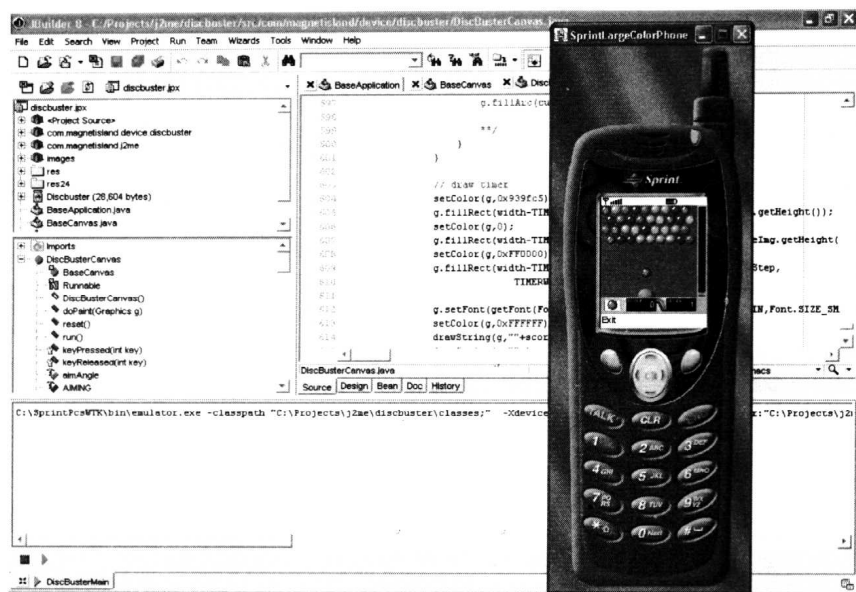 JBuilder 8 - C:/Projects/j2me/discbuster/src/com/magnetisland/device/discbuster/DiscBusterCanvas.java
SprintLargeColorPhone
File Edit Search View Project Run Team Wizards Tools Window Help
discbuster.jpx
BaseApplication BaseCanvas
discbuster.jpx
<Project Source>
com.magnetisland.device.discbuster
com.magnetisland.j2me
images
res
res24
Discbuster (28,604 bytes)
BaseApplication.java
BaseCanvas.java
Imports
DiscBusterCanvas
BaseCanvas
Runnable
DiscBusterCanvas()
doPaint(Graphics g)
reset()
run()
keyPressed(int key)
keyReleased(int key)
aimAngle
AIMING
g.fillArc(cu
**/
}
}
// draw timer
setColor(g,0x939fc5)
g.fillRect(width-TIM .getHeight());
setColor(g,0);
g.fillRect(width-TIM eImg.getHeight(
setColor(g,0xFF0000)
g.fillRect(width-TIM Step,
TIMERW
g.setFont(getFont(Fo IN,Font.SIZE_SM
setColor(g,0xFFFFFF)
drawString(g,""+scor
DiscBusterCanvas.java
Source Design Bean Doc History
C:\SprintPcsWTK\bin\emulator.exe -classpath "C:\Projects\j2me\discbuster\classes;" -Xdevice r:"C:\Projects\j2m
DiscBusterMain
Sprint
Exit
TALK CLR
1 2 ABC 3 DEF
4 GHI 5 JKL 6 MNO
7 PQRS 8 TUV 9 WXYZ
* 0 Next #